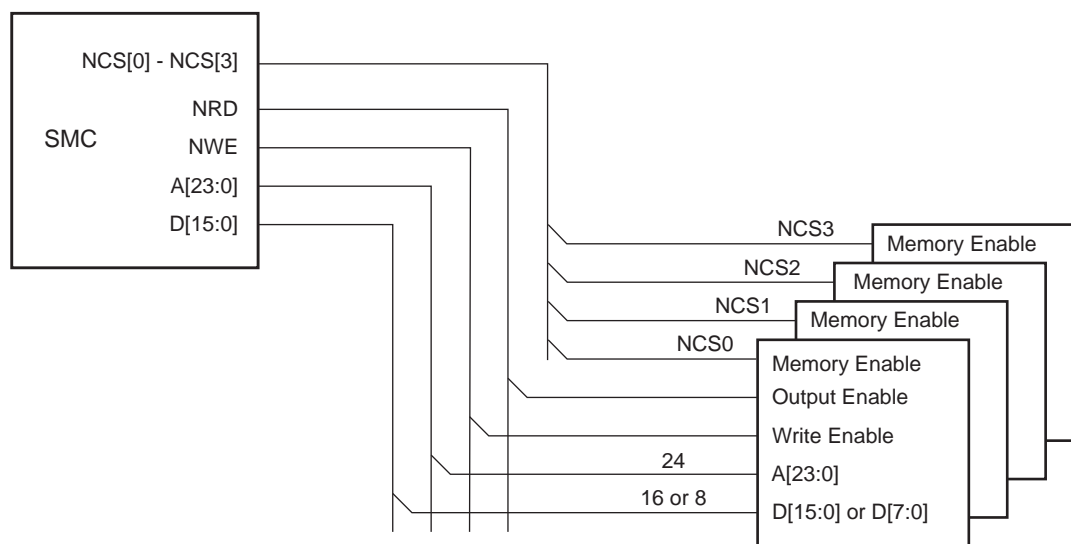 NCS[0] - NCS[3]
NRD
SMC
NWE
A[23:0]
D[15:0]
NCS3
Memory Enable
NCS2
Memory Enable
NCS1
Memory Enable
NCS0
Memory Enable
Output Enable
Write Enable
24
A[23:0]
16 or 8
D[15:0] or D[7:0]